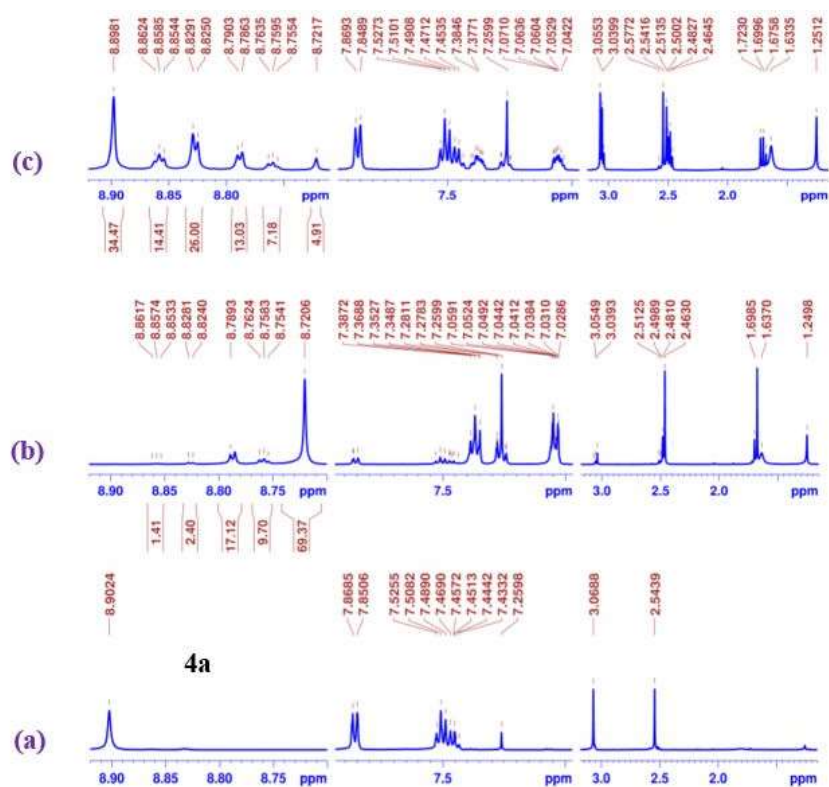 8.8981 8.8624 8.8585 8.8544 8.8291 8.8250 8.7903 8.7863 8.7635 8.7595 8.7554 8.7217
7.8693 7.8489 7.5273 7.5101 7.4908 7.4712 7.4535 7.3846 7.3771 7.2599 7.0710 7.0636 7.0604 7.0529 7.0422
3.0553 3.0399 2.5772 2.5416 2.5135 2.5002 2.4827 2.4645 1.7230 1.6996 1.6758 1.6335 1.2512
(c)
8.90 8.85 8.80 ppm
7.5 ppm
3.0 2.5 2.0 ppm
34.47 14.41 26.00 13.03 7.18 4.91
8.8617 8.8574 8.8533 8.8281 8.8240 8.7893 8.7624 8.7583 8.7541 8.7206
7.3872 7.3688 7.3527 7.3487 7.2811 7.2783 7.2599 7.0591 7.0524 7.0492 7.0442 7.0412 7.0384 7.0310 7.0286
3.0549 3.0393 2.5125 2.4989 2.4810 2.4630 1.6985 1.6370 1.2498
(b)
8.90 8.85 8.80 8.75 ppm
7.5 ppm
3.0 2.5 2.0 ppm
1.41 2.40 17.12 9.70 69.37
8.9024
7.8685 7.8506 7.5255 7.5082 7.4890 7.4690 7.4572 7.4513 7.4442 7.4332 7.2598
3.0688 2.5439
4a
(a)
8.90 8.85 8.80 8.75 ppm
7.5 ppm
3.0 2.5 2.0 ppm